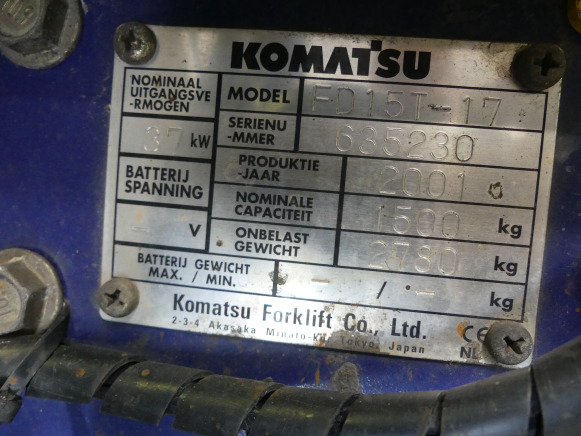 KOMATSU
NOMINAAL
UITGANGSVE
-RMOGEN
37 kW
MODEL FD15T-17
SERIENU
-MMER 635230
PRODUKTIE
-JAAR 2001
BATTERIJ
SPANNING
V
NOMINALE
CAPACITEIT 1500 kg
ONBELAST
GEWICHT 2780 kg
BATTERIJ GEWICHT
MAX. / MIN. - / - kg
Komatsu Forklift Co., Ltd.
2-3-4 Akasaka Minato-ku, Tokyo, Japan
CE
NL